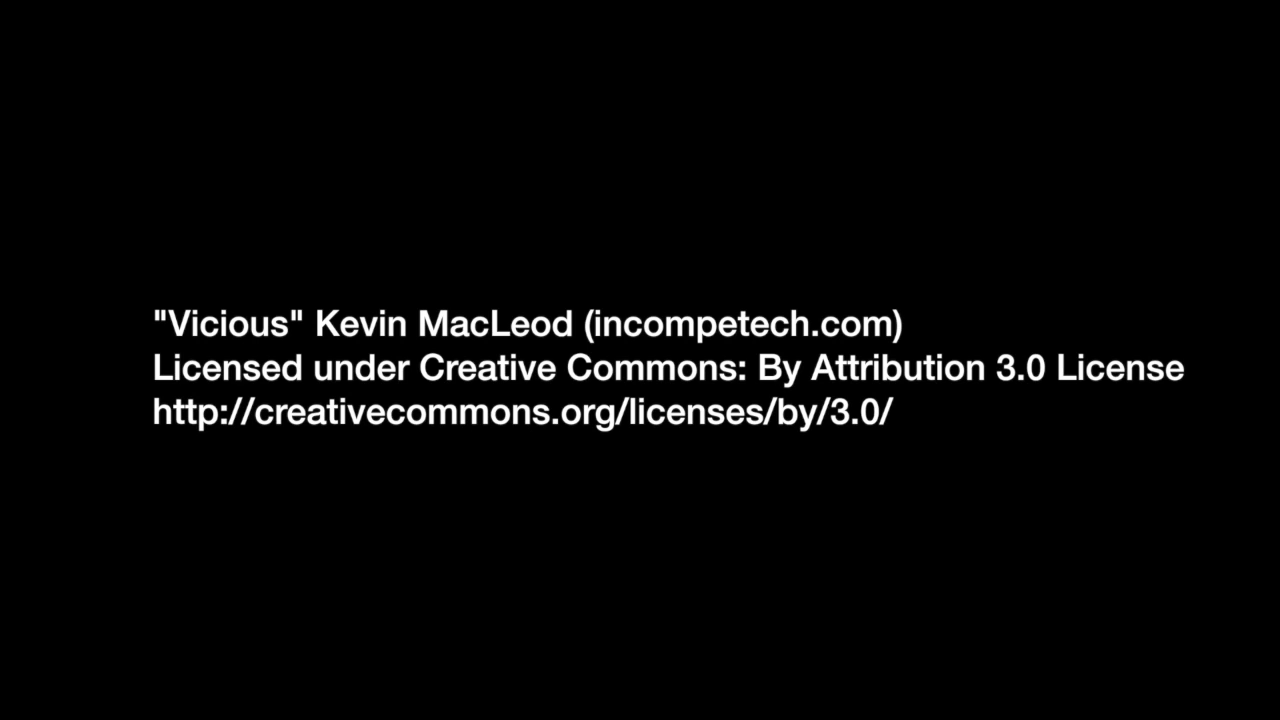 "Vicious" Kevin MacLeod (incompetech.com)
Licensed under Creative Commons: By Attribution 3.0 License
http://creativecommons.org/licenses/by/3.0/